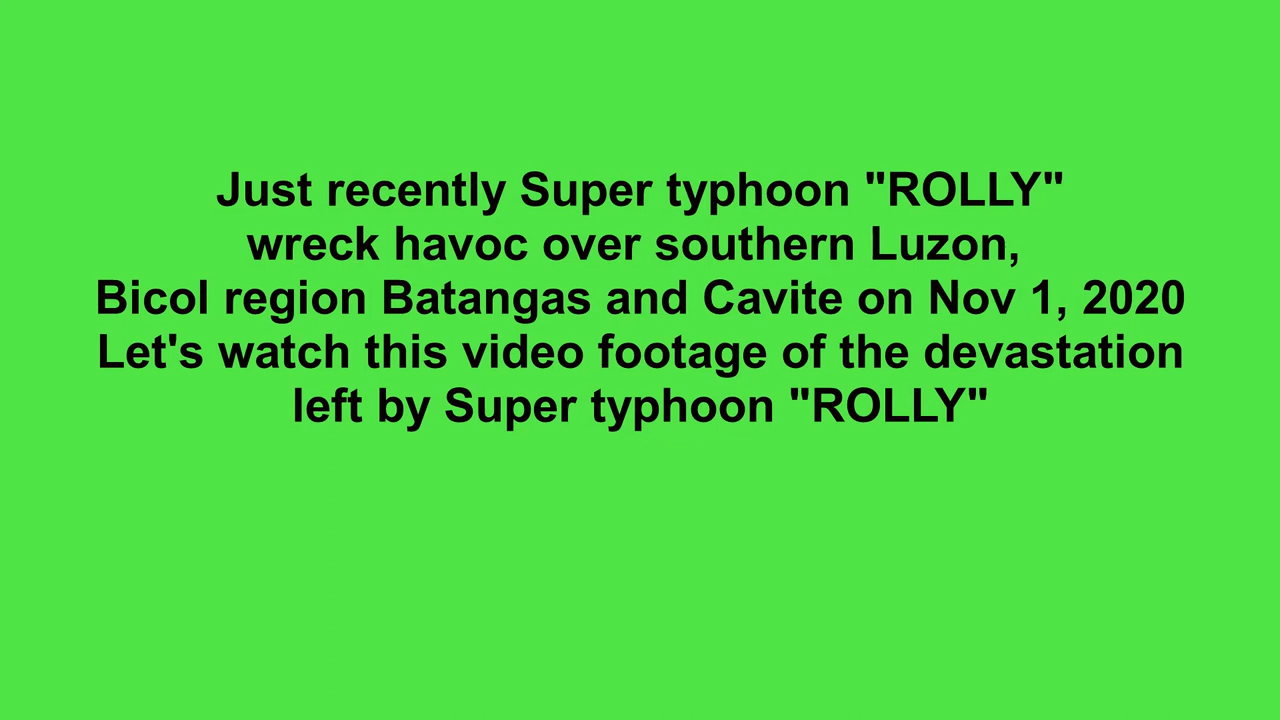 Just recently Super typhoon "ROLLY"
wreck havoc over southern Luzon,
Bicol region Batangas and Cavite on Nov 1, 2020
Let's watch this video footage of the devastation
left by Super typhoon "ROLLY"